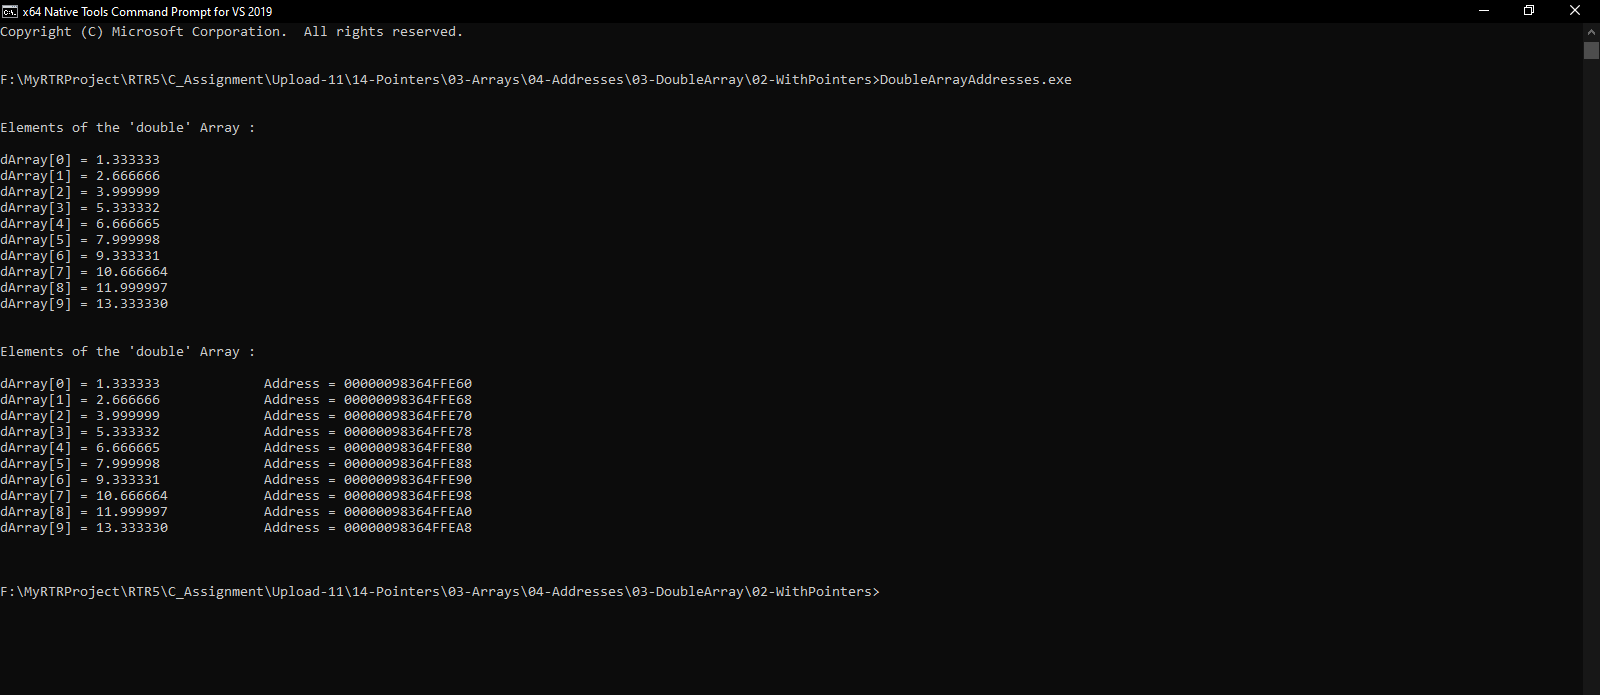 x64 Native Tools Command Prompt for VS 2019
Copyright (C) Microsoft Corporation.  All rights reserved.
F:\MyRTRProject\RTR5\C_Assignment\Upload-11\14-Pointers\03-Arrays\04-Addresses\03-DoubleArray\02-WithPointers>DoubleArrayAddresses.exe
Elements of the 'double' Array :
dArray[0] = 1.333333
dArray[1] = 2.666666
dArray[2] = 3.999999
dArray[3] = 5.333332
dArray[4] = 6.666665
dArray[5] = 7.999998
dArray[6] = 9.333331
dArray[7] = 10.666664
dArray[8] = 11.999997
dArray[9] = 13.333330
Elements of the 'double' Array :
dArray[0] = 1.333333             Address = 00000098364FFE60
dArray[1] = 2.666666             Address = 00000098364FFE68
dArray[2] = 3.999999             Address = 00000098364FFE70
dArray[3] = 5.333332             Address = 00000098364FFE78
dArray[4] = 6.666665             Address = 00000098364FFE80
dArray[5] = 7.999998             Address = 00000098364FFE88
dArray[6] = 9.333331             Address = 00000098364FFE90
dArray[7] = 10.666664            Address = 00000098364FFE98
dArray[8] = 11.999997            Address = 00000098364FFEA0
dArray[9] = 13.333330            Address = 00000098364FFEA8
F:\MyRTRProject\RTR5\C_Assignment\Upload-11\14-Pointers\03-Arrays\04-Addresses\03-DoubleArray\02-WithPointers>